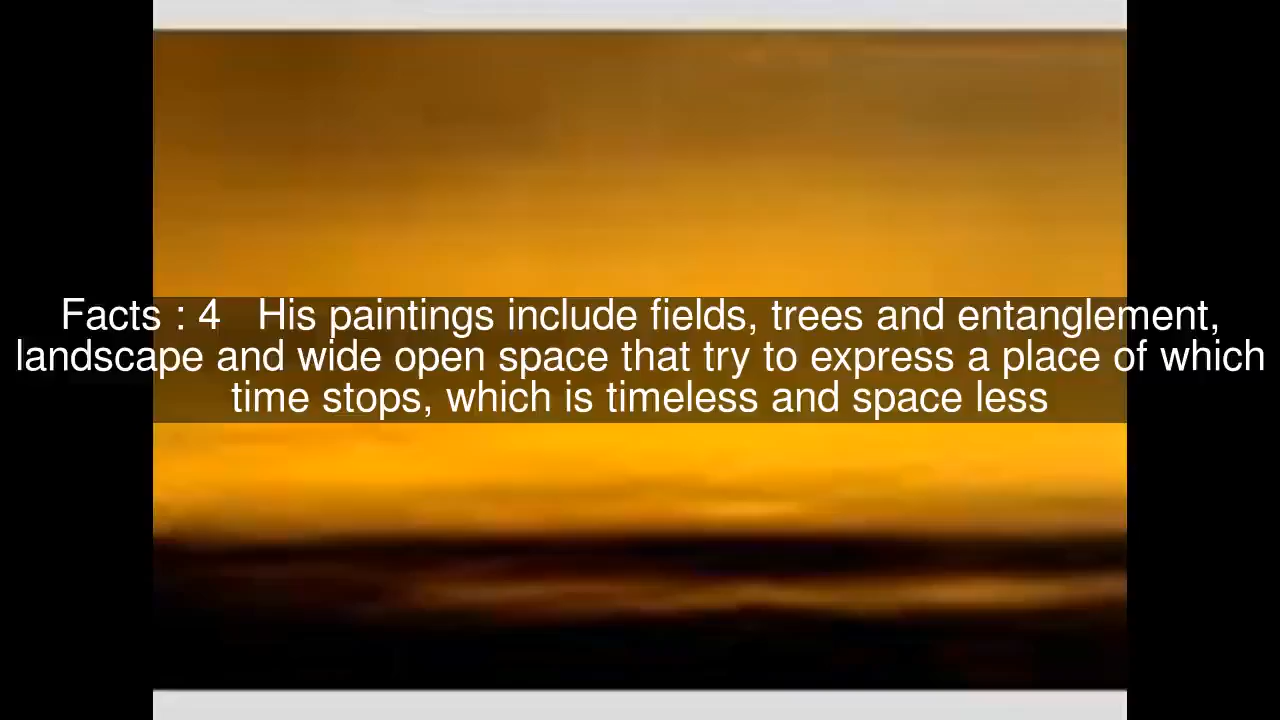 Facts : 4   His paintings include fields, trees and entanglement,
landscape and wide open space that try to express a place of which
time stops, which is timeless and space less